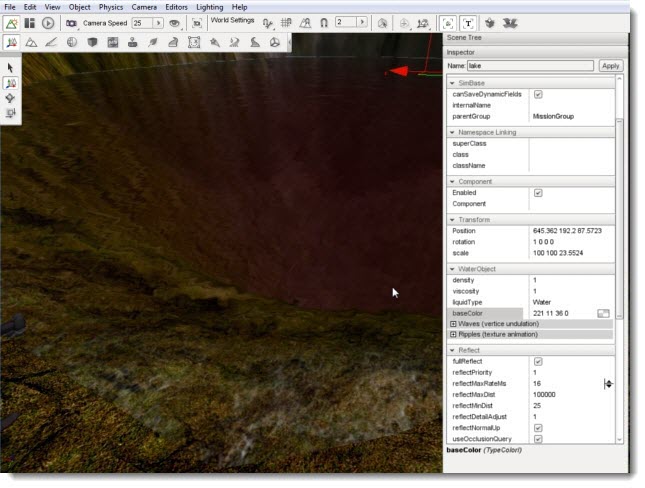 File Edit View Object Physics Camera Editors Lighting Help
Camera Speed 25 World Settings 2
Scene Tree
Inspector
Name: lake Apply
SimBase
canSaveDynamicFields
internalName
parentGroup MissionGroup
Namespace Linking
superClass
class
className
Component
Enabled
Component
Transform
Position 645.362 192.2 87.5723
rotation 1 0 0 0
scale 100 100 23.5524
WaterObject
density 1
viscosity 1
liquidType Water
baseColor 221 11 36 0
Waves (vertice undulation)
Ripples (texture animation)
Reflect
fullReflect
reflectPriority 1
reflectMaxRateMs 16
reflectMaxDist 100000
reflectMinDist 25
reflectDetailAdjust 1
reflectNormalUp
useOcclusionQuery
baseColor (TypeColorI)